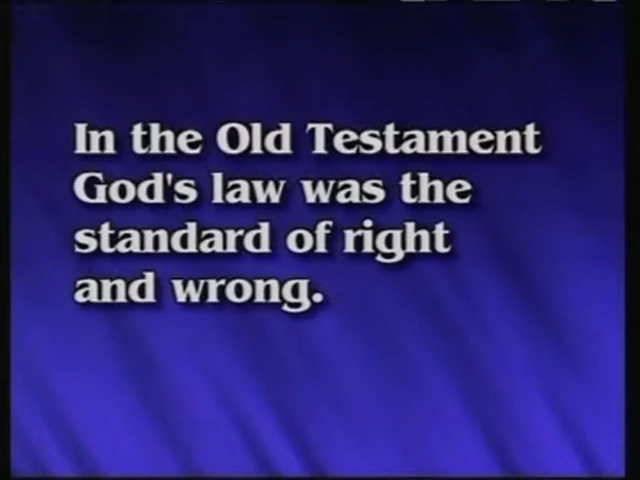 In the Old Testament
God's law was the
standard of right
and wrong.